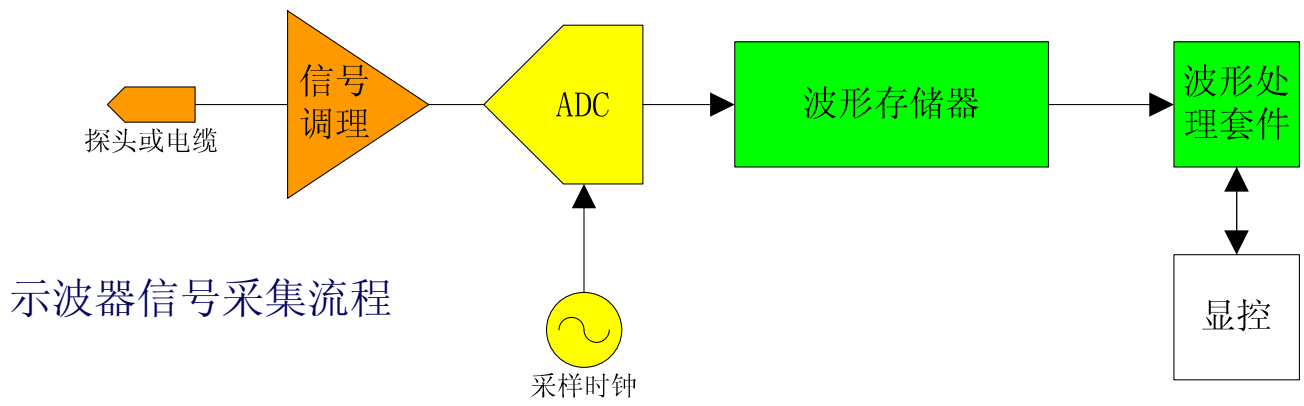 信号
调理
ADC
波形存储器
波形处
理套件
探头或电缆
示波器信号采集流程
显控
采样时钟